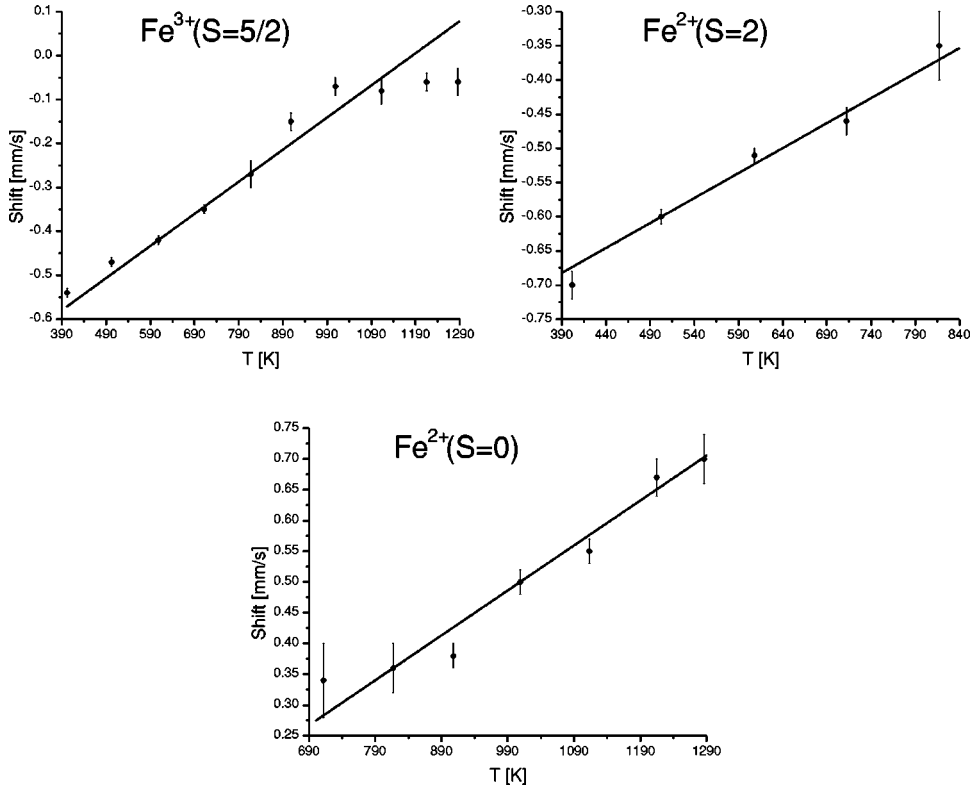 Fe3+(S=5/2)
0.0
-0.1
-0.2
-0.3
-0.4
-0.5
-0.6
Shift [mm/s]
390 490 590 690 790 890 990 1090 1190 1290
T [K]
Fe2+(S=2)
-0.30
-0.35
-0.40
-0.45
-0.50
-0.55
-0.60
-0.65
-0.70
-0.75
Shift [mm/s]
390 440 490 540 590 640 690 740 790 840
T [K]
Fe2+(S=0)
0.75
0.70
0.65
0.60
0.55
0.50
0.45
0.40
0.35
0.30
0.25
Shift [mm/s]
690 790 890 990 1090 1190 1290
T [K]